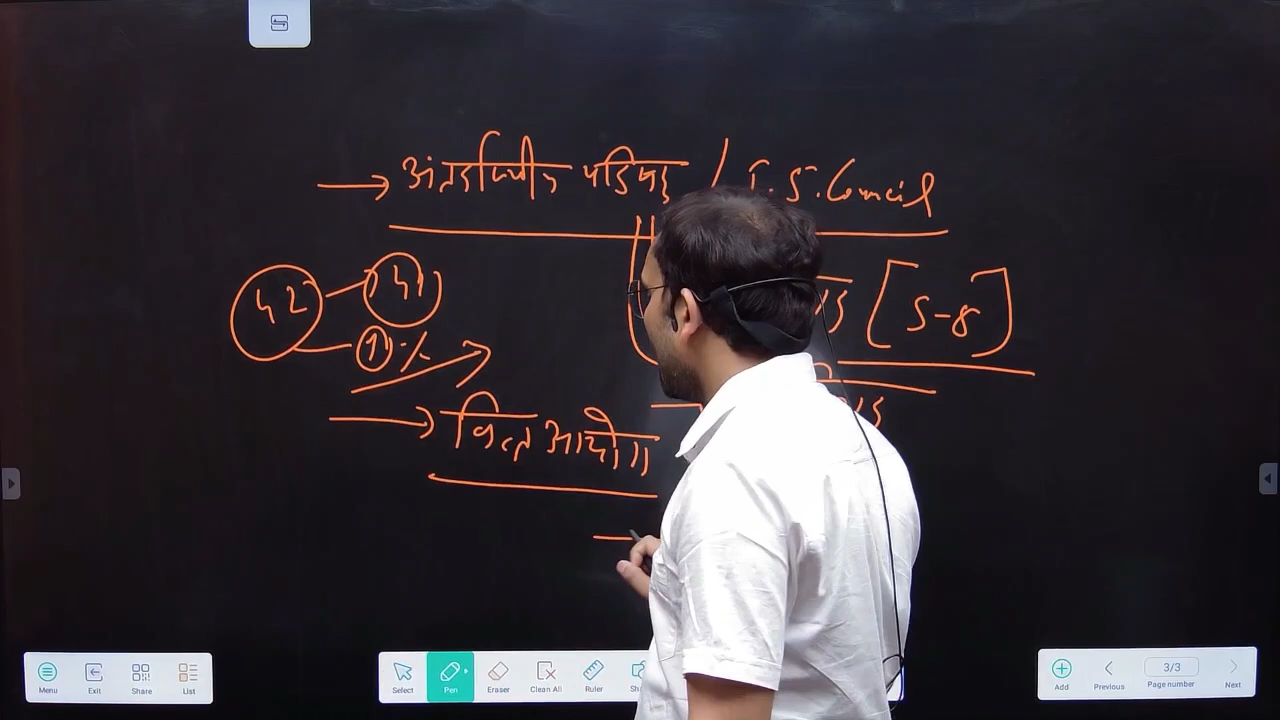 → अंतर्राज्यीय परिषद / I. S. Council
42 41
91%
[5-8]
→ वित्त आयोग
Menu Exit Share List
Select Pen Eraser Clean All Ruler
Add Previous 3/3 Page number Next